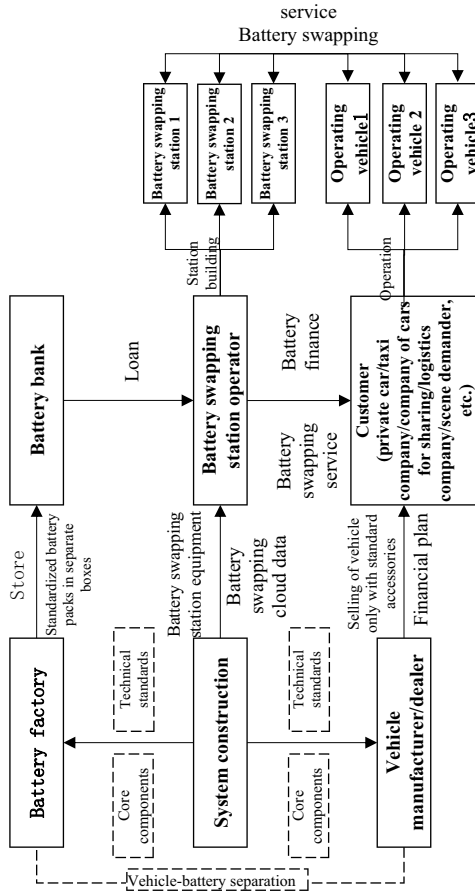 Battery factory
Store
Standardized battery
packs in separate
boxes
Battery bank
Core
components
Technical
standards
Loan
Vehicle-battery separation
System construction
Battery swapping
station equipment
Battery
swapping
cloud data
Battery swapping
station operator
Station
building
Battery swapping
station 1
Battery swapping
station 2
Battery swapping
station 3
Battery swapping
service
Core
components
Technical
standards
Battery
swapping
service
Battery
finance
Vehicle
manufacturer/dealer
Selling of vehicle
only with standard
accessories
Financial plan
Customer
(private car/taxi
company/company of cars
for sharing/logistics
company/scene demander,
etc.)
Operation
Operating
vehicle1
Operating
vehicle 2
Operating
vehicle3